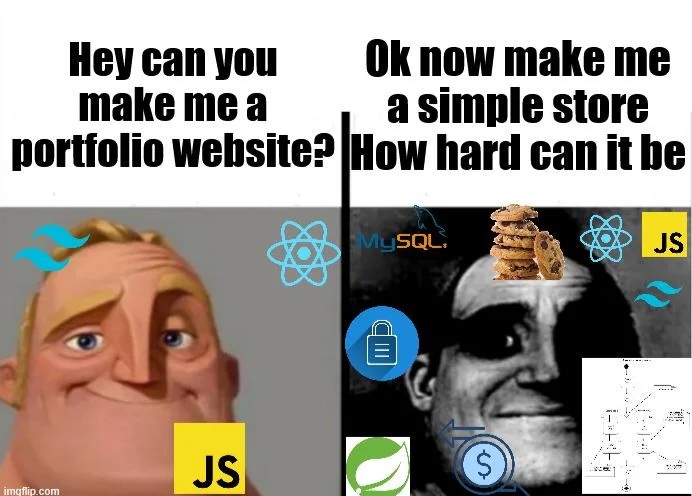 Hey can you
make me a
portfolio website?
Ok now make me
a simple store
How hard can it be
MySQL.
JS
JS
$
imgflip.com